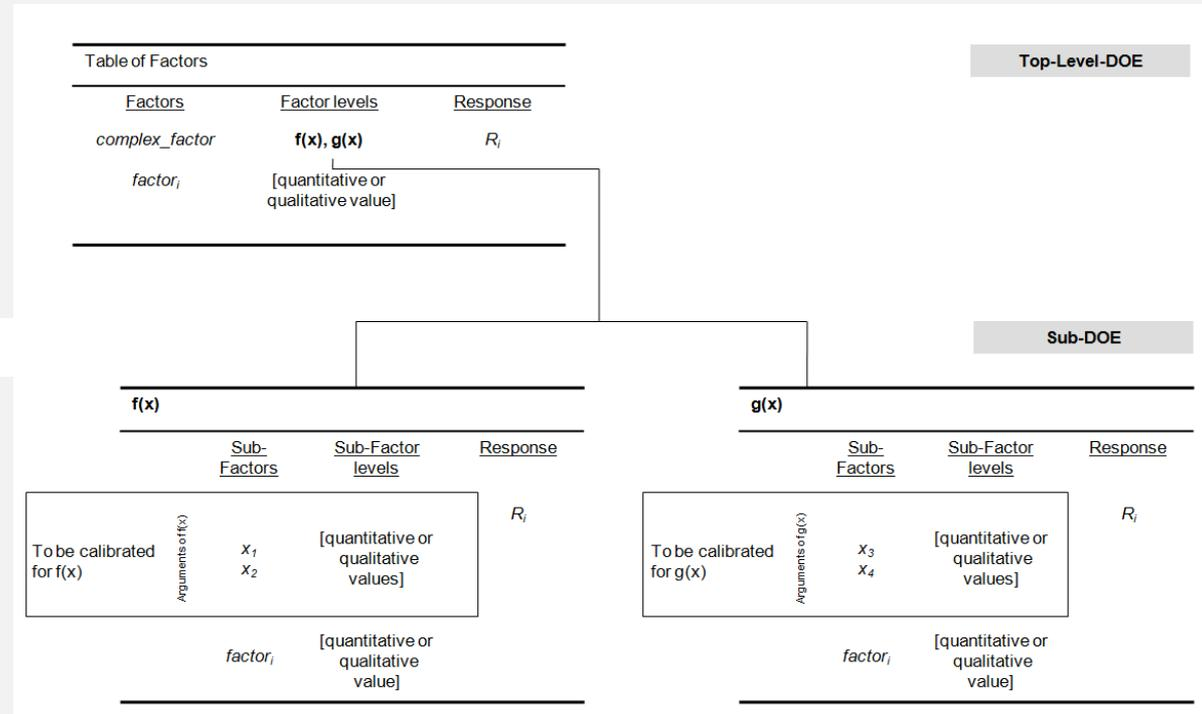 Table of Factors
Top-Level-DOE
Factors Factor levels Response
complex_factor f(x), g(x) Rᵢ
factorᵢ [quantitative or
qualitative value]
Sub-DOE
f(x)
Sub-
Factors
Sub-Factor
levels
Response
To be calibrated
for f(x)
Arguments of f(x)
x₁
x₂
[quantitative or
qualitative
values]
Rᵢ
factorᵢ
[quantitative or
qualitative
value]
g(x)
Sub-
Factors
Sub-Factor
levels
Response
To be calibrated
for g(x)
Arguments of g(x)
x₃
x₄
[quantitative or
qualitative
values]
Rᵢ
factorᵢ
[quantitative or
qualitative
value]